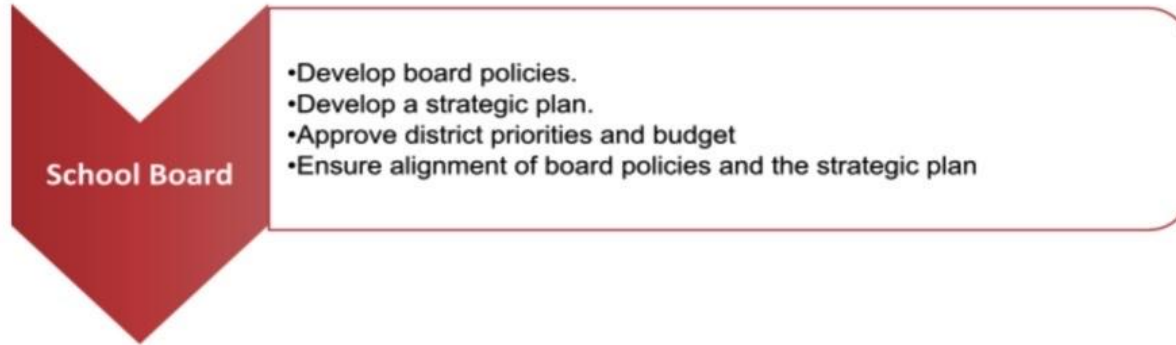 School Board
•Develop board policies.
•Develop a strategic plan.
•Approve district priorities and budget
•Ensure alignment of board policies and the strategic plan